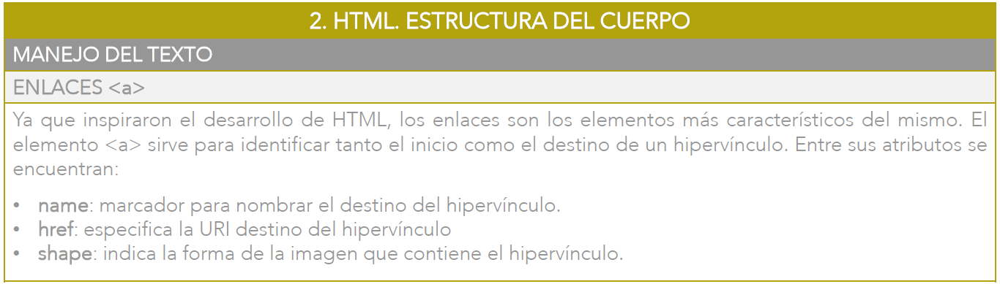 2. HTML. ESTRUCTURA DEL CUERPO
MANEJO DEL TEXTO
ENLACES <a>
Ya que inspiraron el desarrollo de HTML, los enlaces son los elementos más característicos del mismo. El
elemento <a> sirve para identificar tanto el inicio como el destino de un hipervínculo. Entre sus atributos se
encuentran:
• name: marcador para nombrar el destino del hipervínculo.
• href: especifica la URI destino del hipervínculo
• shape: indica la forma de la imagen que contiene el hipervínculo.